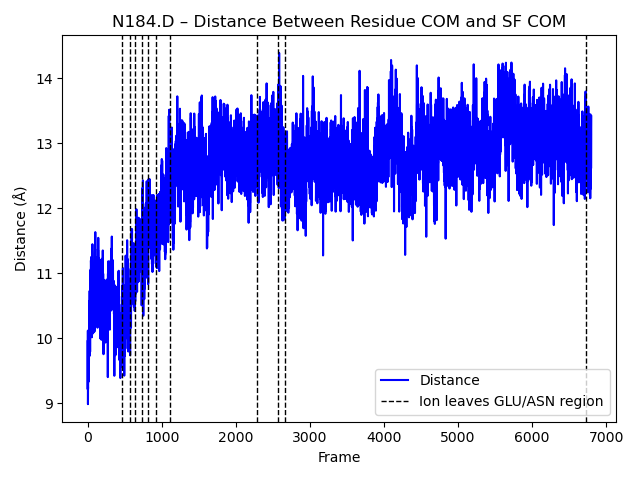 N184.D – Distance Between Residue COM and SF COM
14
13
12
11
10
9
Distance (Å)
Distance
Ion leaves GLU/ASN region
0 1000 2000 3000 4000 5000 6000 7000
Frame